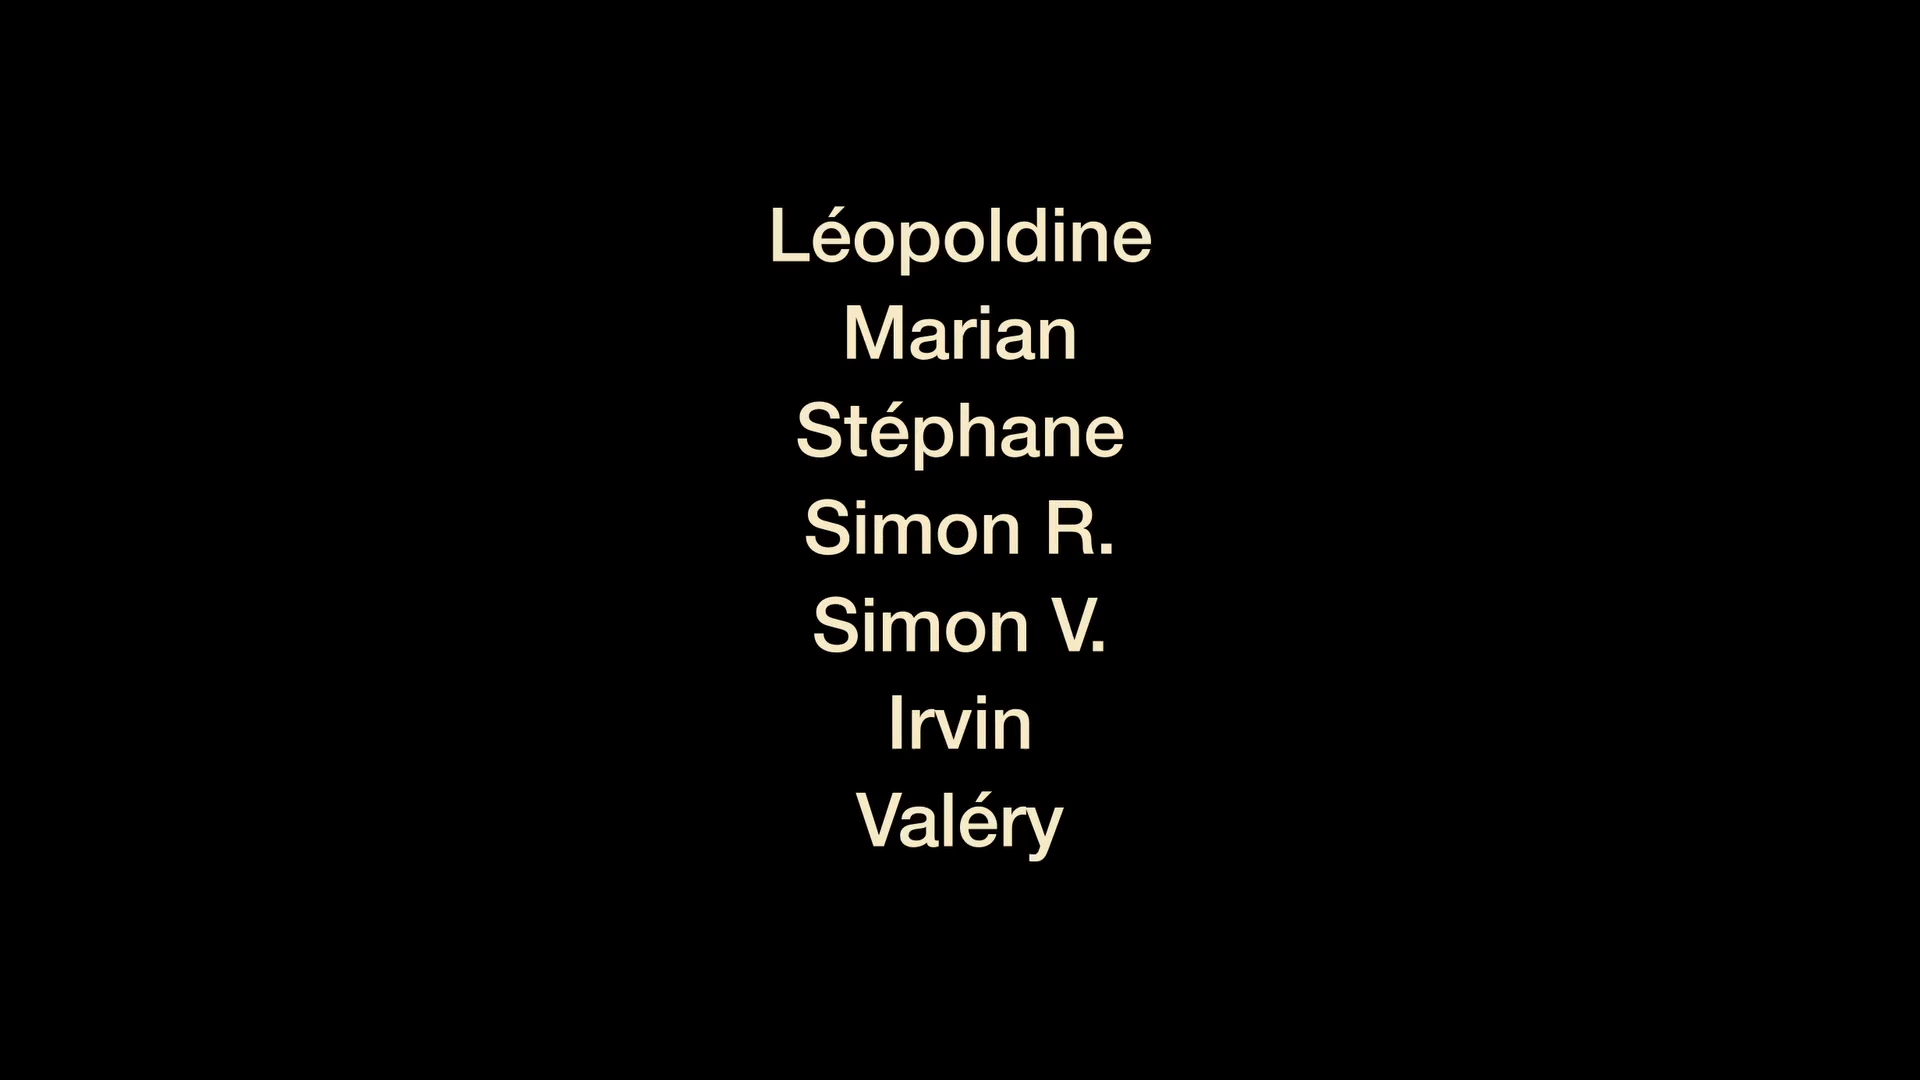 Léopoldine
Marian
Stéphane
Simon R.
Simon V.
Irvin
Valéry